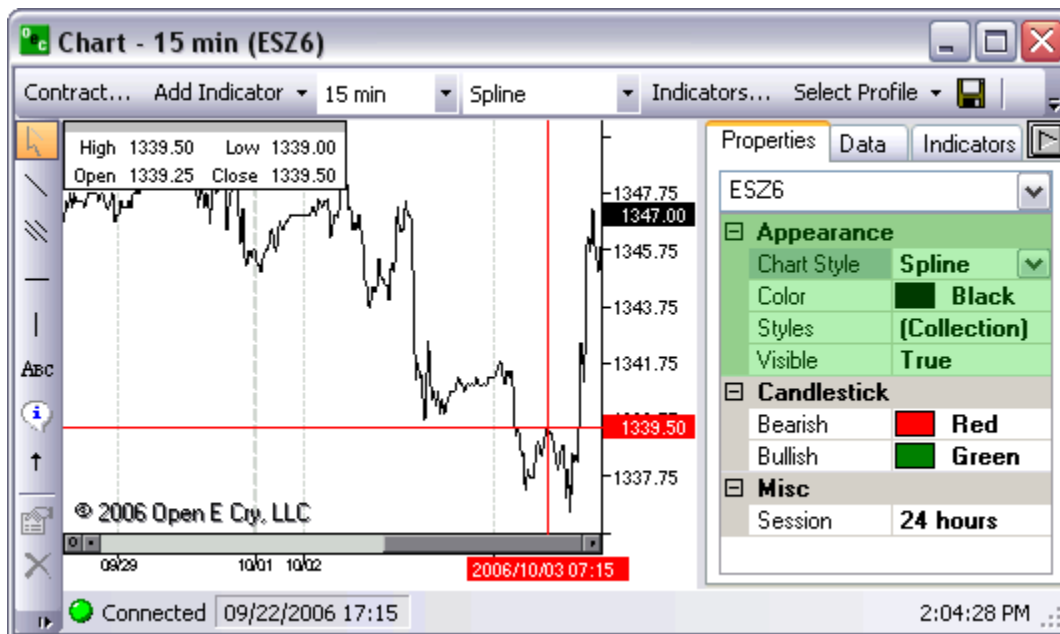 Oec Chart - 15 min (ESZ6)
Contract... Add Indicator 15 min Spline Indicators... Select Profile
High 1339.50 Low 1339.00
Open 1339.25 Close 1339.50
Properties Data Indicators
ESZ6
Appearance
Chart Style Spline
Color Black
Styles (Collection)
Visible True
Candlestick
Bearish Red
Bullish Green
Misc
Session 24 hours
ABC
1347.75
1347.00
1345.75
1343.75
1341.75
1339.50
1337.75
© 2006 Open E Cry, LLC
09/29 10/01 10/02 2006/10/03 07:15
Connected 09/22/2006 17:15 2:04:28 PM